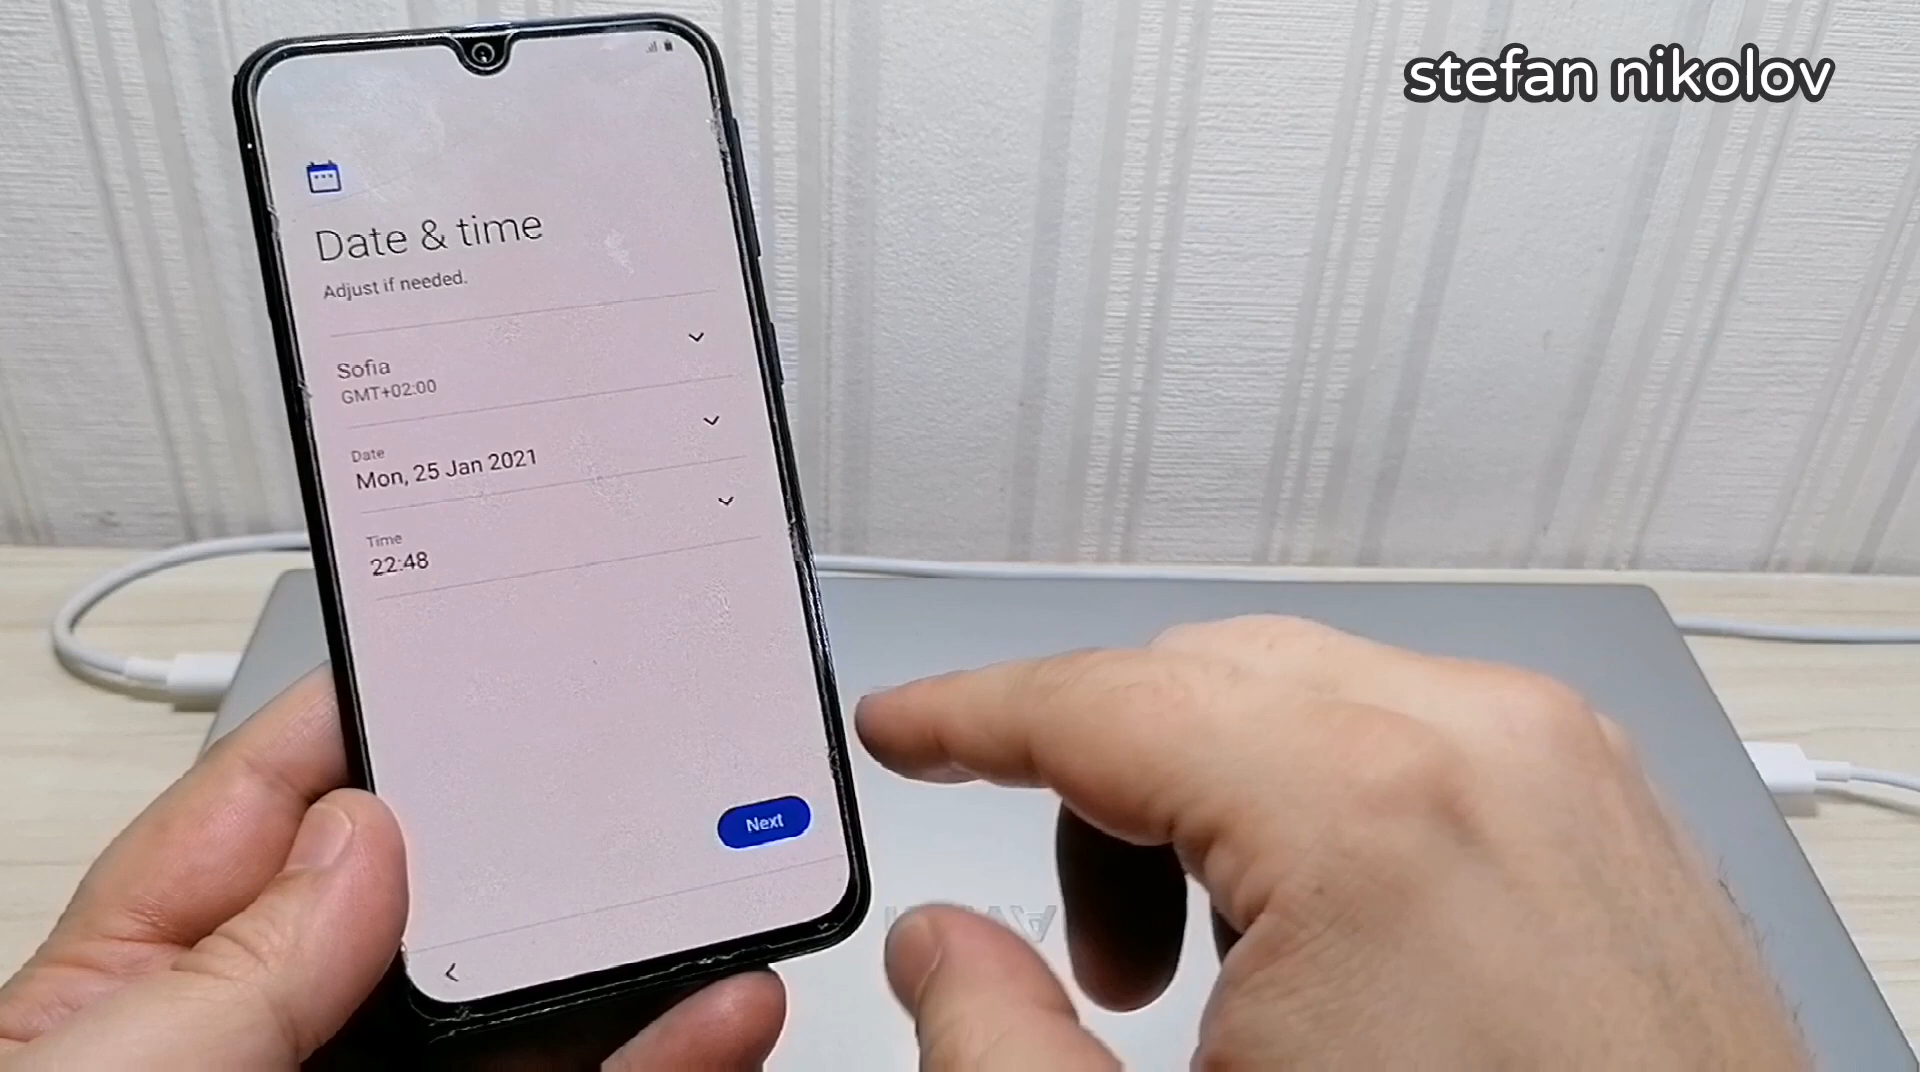 stefan nikolov
Date & time
Adjust if needed.
Sofia
GMT+02:00
Date
Mon, 25 Jan 2021
Time
22:48
Next